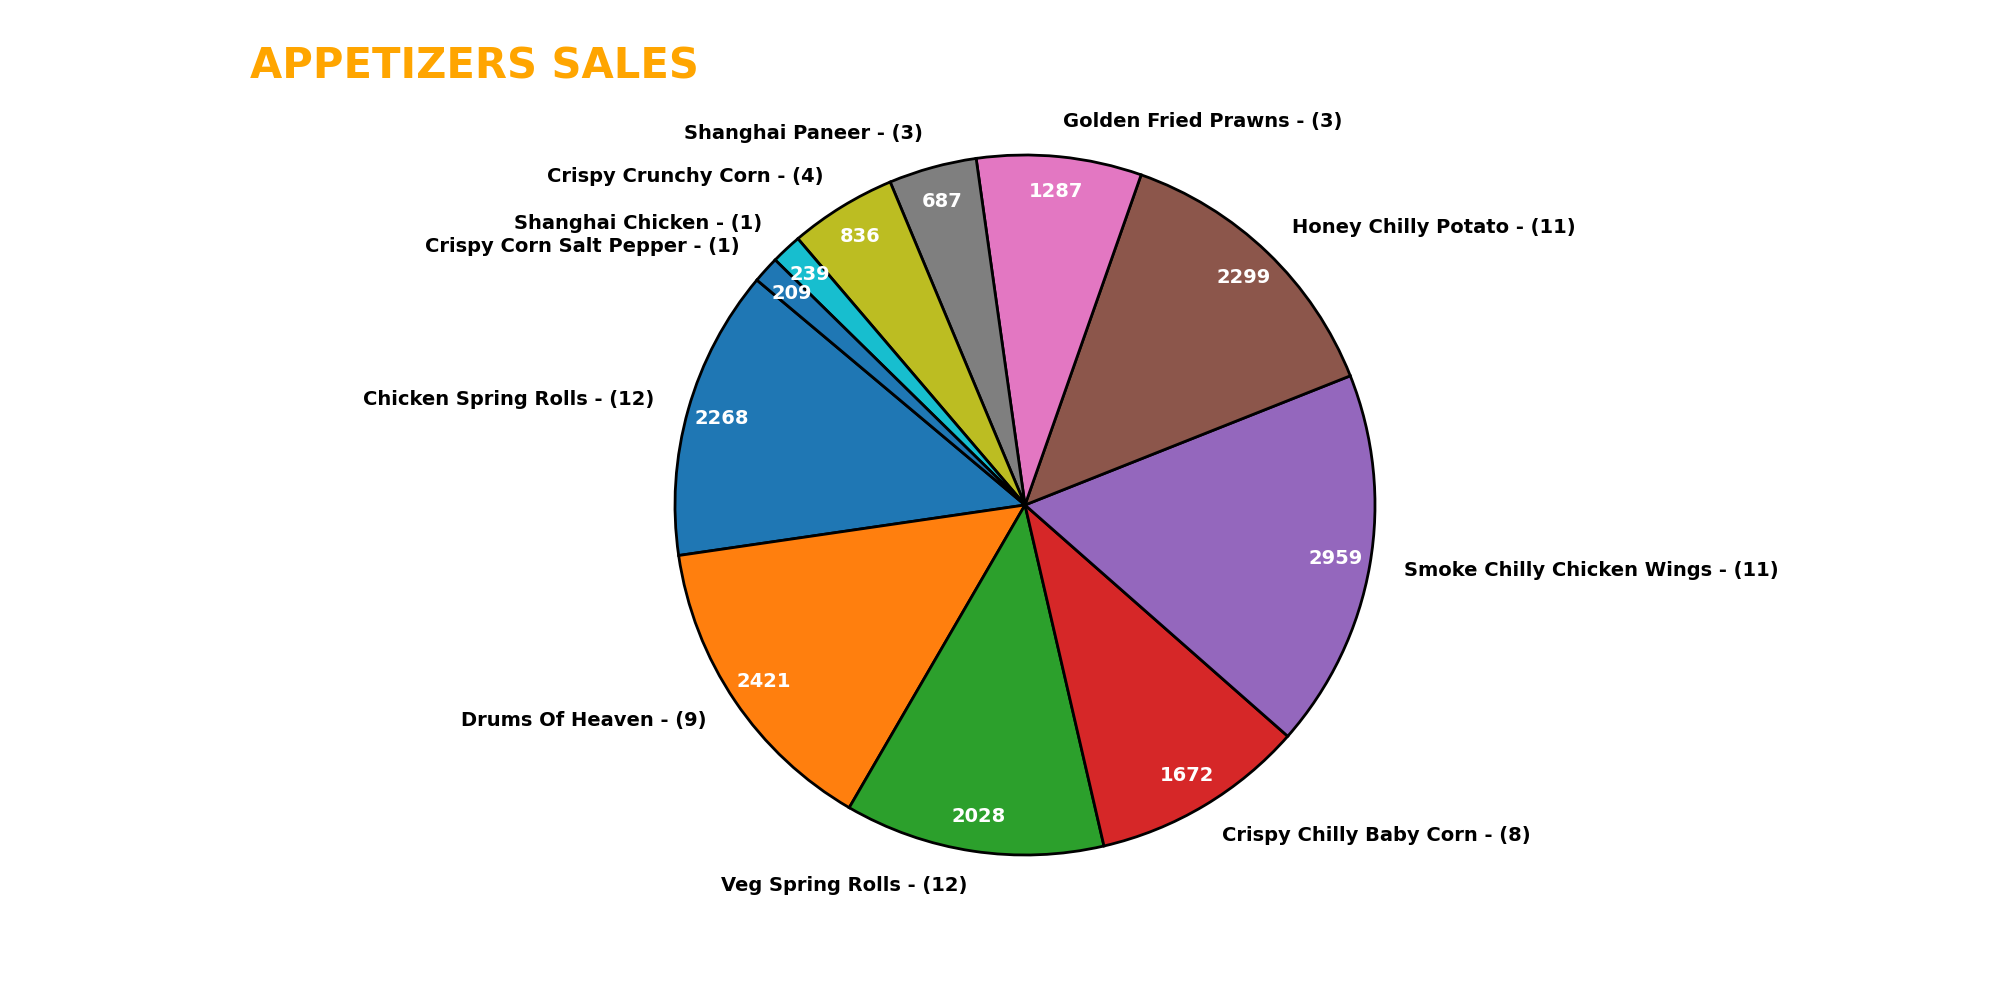 APPETIZERS SALES
Golden Fried Prawns - (3)
Shanghai Paneer - (3)
Crispy Crunchy Corn - (4)
1287
687
Shanghai Chicken - (1)
Honey Chilly Potato - (11)
836
Crispy Corn Salt Pepper - (1)
239
2299
209
Chicken Spring Rolls - (12)
2268
2959
Smoke Chilly Chicken Wings - (11)
2421
Drums Of Heaven - (9)
1672
2028
Crispy Chilly Baby Corn - (8)
Veg Spring Rolls - (12)